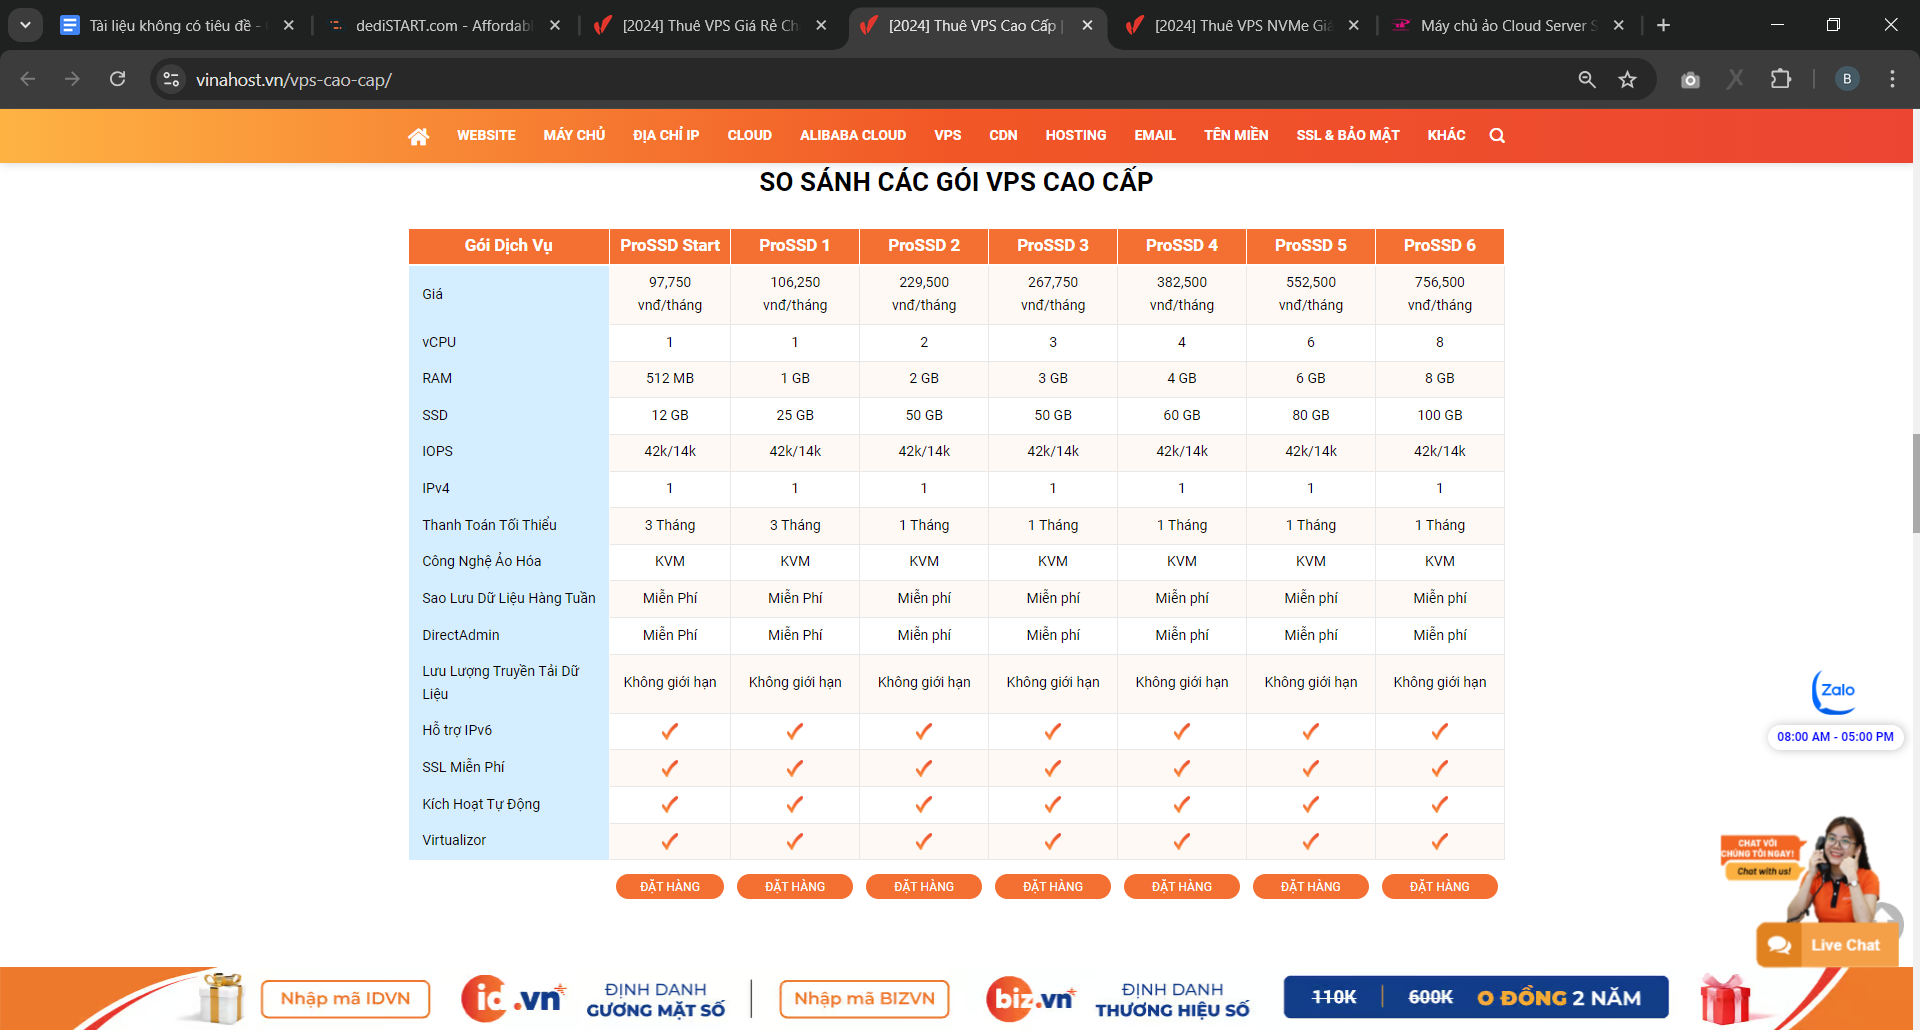 Tài liệu không có tiêu đề -
dediSTART.com - Affordabl
[2024] Thuê VPS Giá Rẻ Ch
[2024] Thuê VPS Cao Cấp |
[2024] Thuê VPS NVMe Giá
Máy chủ ảo Cloud Server S
vinahost.vn/vps-cao-cap/
B
WEBSITE MÁY CHỦ ĐỊA CHỈ IP CLOUD ALIBABA CLOUD VPS CDN HOSTING EMAIL TÊN MIỀN SSL & BẢO MẬT KHÁC
SO SÁNH CÁC GÓI VPS CAO CẤP
Gói Dịch Vụ ProSSD Start ProSSD 1 ProSSD 2 ProSSD 3 ProSSD 4 ProSSD 5 ProSSD 6
Giá 97,750 vnđ/tháng 106,250 vnđ/tháng 229,500 vnđ/tháng 267,750 vnđ/tháng 382,500 vnđ/tháng 552,500 vnđ/tháng 756,500 vnđ/tháng
vCPU 1 1 2 3 4 6 8
RAM 512 MB 1 GB 2 GB 3 GB 4 GB 6 GB 8 GB
SSD 12 GB 25 GB 50 GB 50 GB 60 GB 80 GB 100 GB
IOPS 42k/14k 42k/14k 42k/14k 42k/14k 42k/14k 42k/14k 42k/14k
IPv4 1 1 1 1 1 1 1
Thanh Toán Tối Thiểu 3 Tháng 3 Tháng 1 Tháng 1 Tháng 1 Tháng 1 Tháng 1 Tháng
Công Nghệ Ảo Hóa KVM KVM KVM KVM KVM KVM KVM
Sao Lưu Dữ Liệu Hàng Tuần Miễn Phí Miễn Phí Miễn phí Miễn phí Miễn phí Miễn phí Miễn phí
DirectAdmin Miễn Phí Miễn Phí Miễn phí Miễn phí Miễn phí Miễn phí Miễn phí
Lưu Lượng Truyền Tải Dữ Liệu Không giới hạn Không giới hạn Không giới hạn Không giới hạn Không giới hạn Không giới hạn Không giới hạn
Hỗ trợ IPv6
SSL Miễn Phí
Kích Hoạt Tự Động
Virtualizor
ĐẶT HÀNG ĐẶT HÀNG ĐẶT HÀNG ĐẶT HÀNG ĐẶT HÀNG ĐẶT HÀNG ĐẶT HÀNG
Zalo
08:00 AM - 05:00 PM
CHAT VỚI
CHÚNG TÔI NGAY!
Chat with us!
Live Chat
Nhập mã IDVN
id.vn
ĐỊNH DANH
GƯƠNG MẶT SỐ
Nhập mã BIZVN
biz.vn
ĐỊNH DANH
THƯƠNG HIỆU SỐ
110K 600K 0 ĐỒNG 2 NĂM